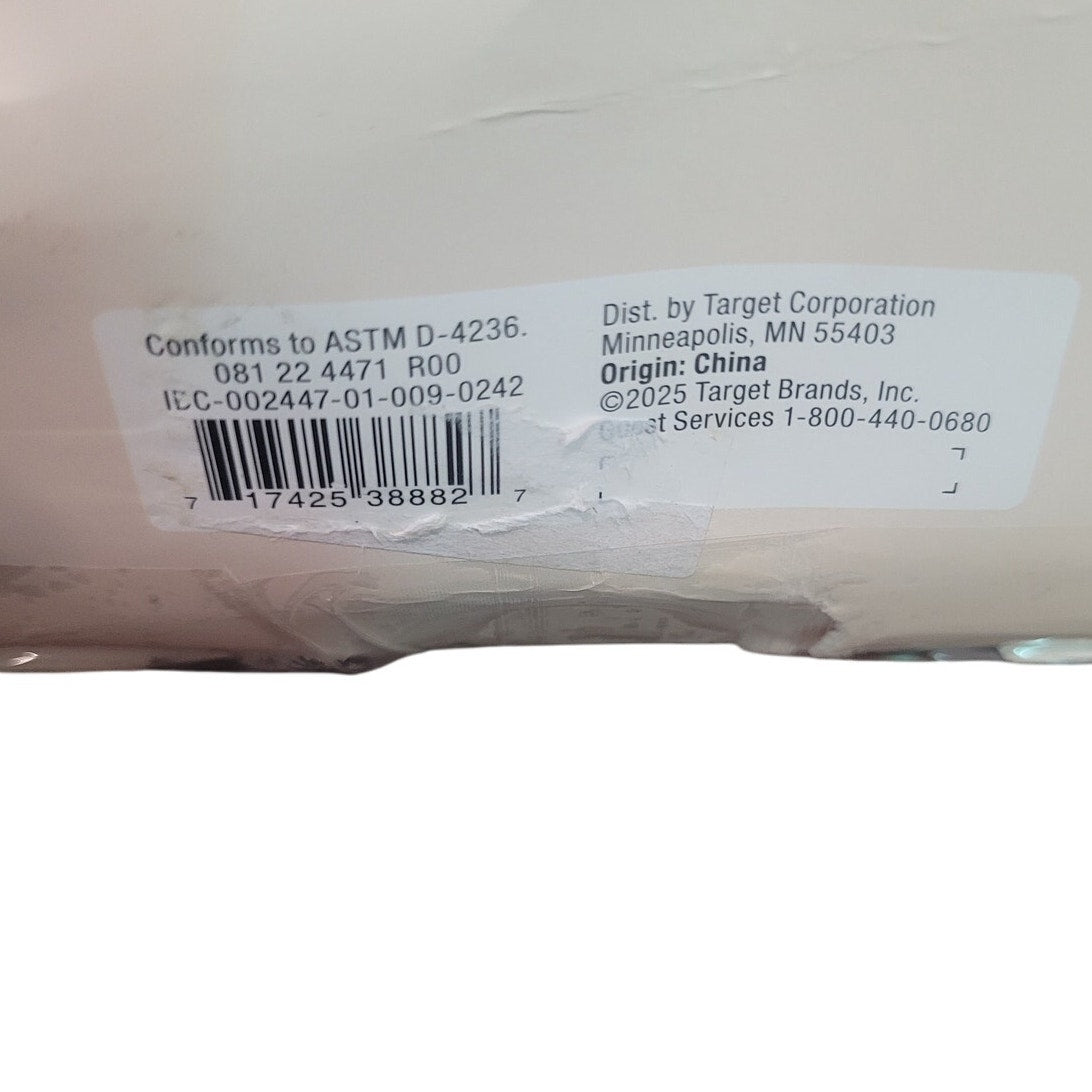 Conforms to ASTM D-4236.
081 22 4471 R00
IEC-002447-01-009-0242
7 17425 38882 7
Dist. by Target Corporation
Minneapolis, MN 55403
Origin: China
©2025 Target Brands, Inc.
Guest Services 1-800-440-0680